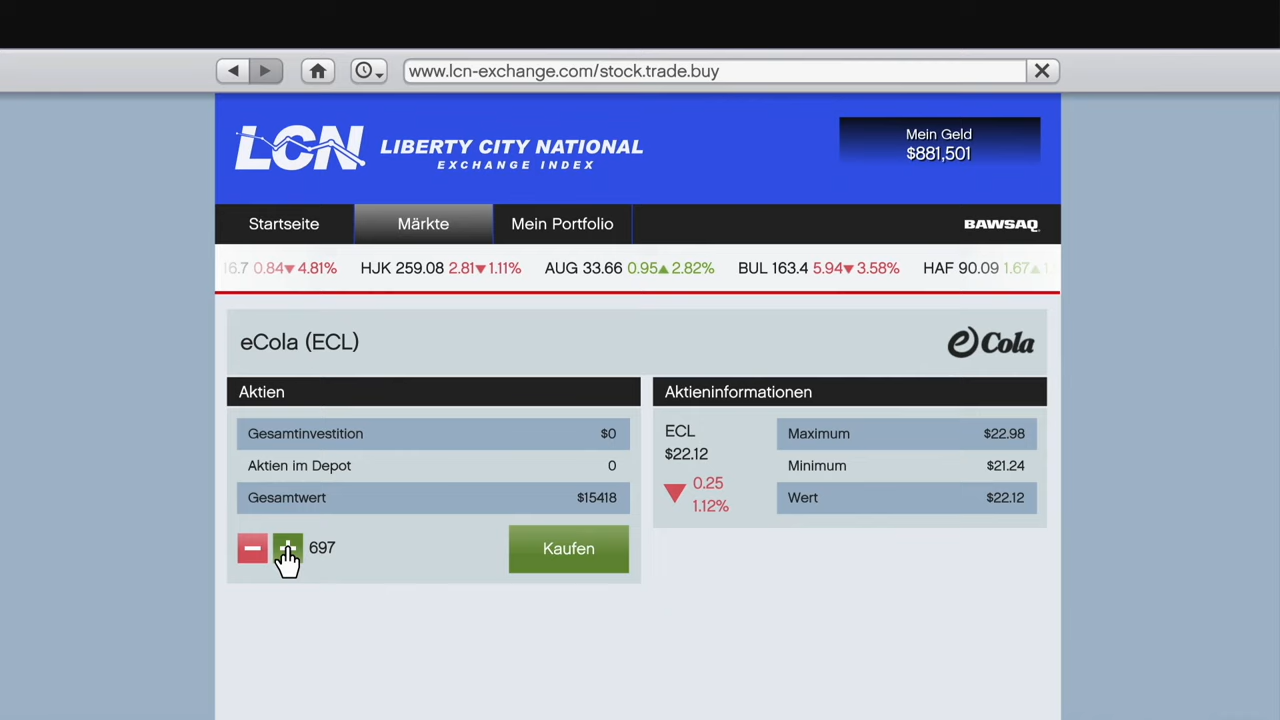 www.lcn-exchange.com/stock.trade.buy
LCN LIBERTY CITY NATIONAL
EXCHANGE INDEX
Mein Geld
$881,501
Startseite Märkte Mein Portfolio BAWSAQ
16.7 0.84 4.81% HJK 259.08 2.81 1.11% AUG 33.66 0.95 2.82% BUL 163.4 5.94 3.58% HAF 90.09 1.67
eCola (ECL) eCola
Aktien
Gesamtinvestition $0
Aktien im Depot 0
Gesamtwert $15418
697 Kaufen
Aktieninformationen
ECL
$22.12
0.25
1.12%
Maximum $22.98
Minimum $21.24
Wert $22.12